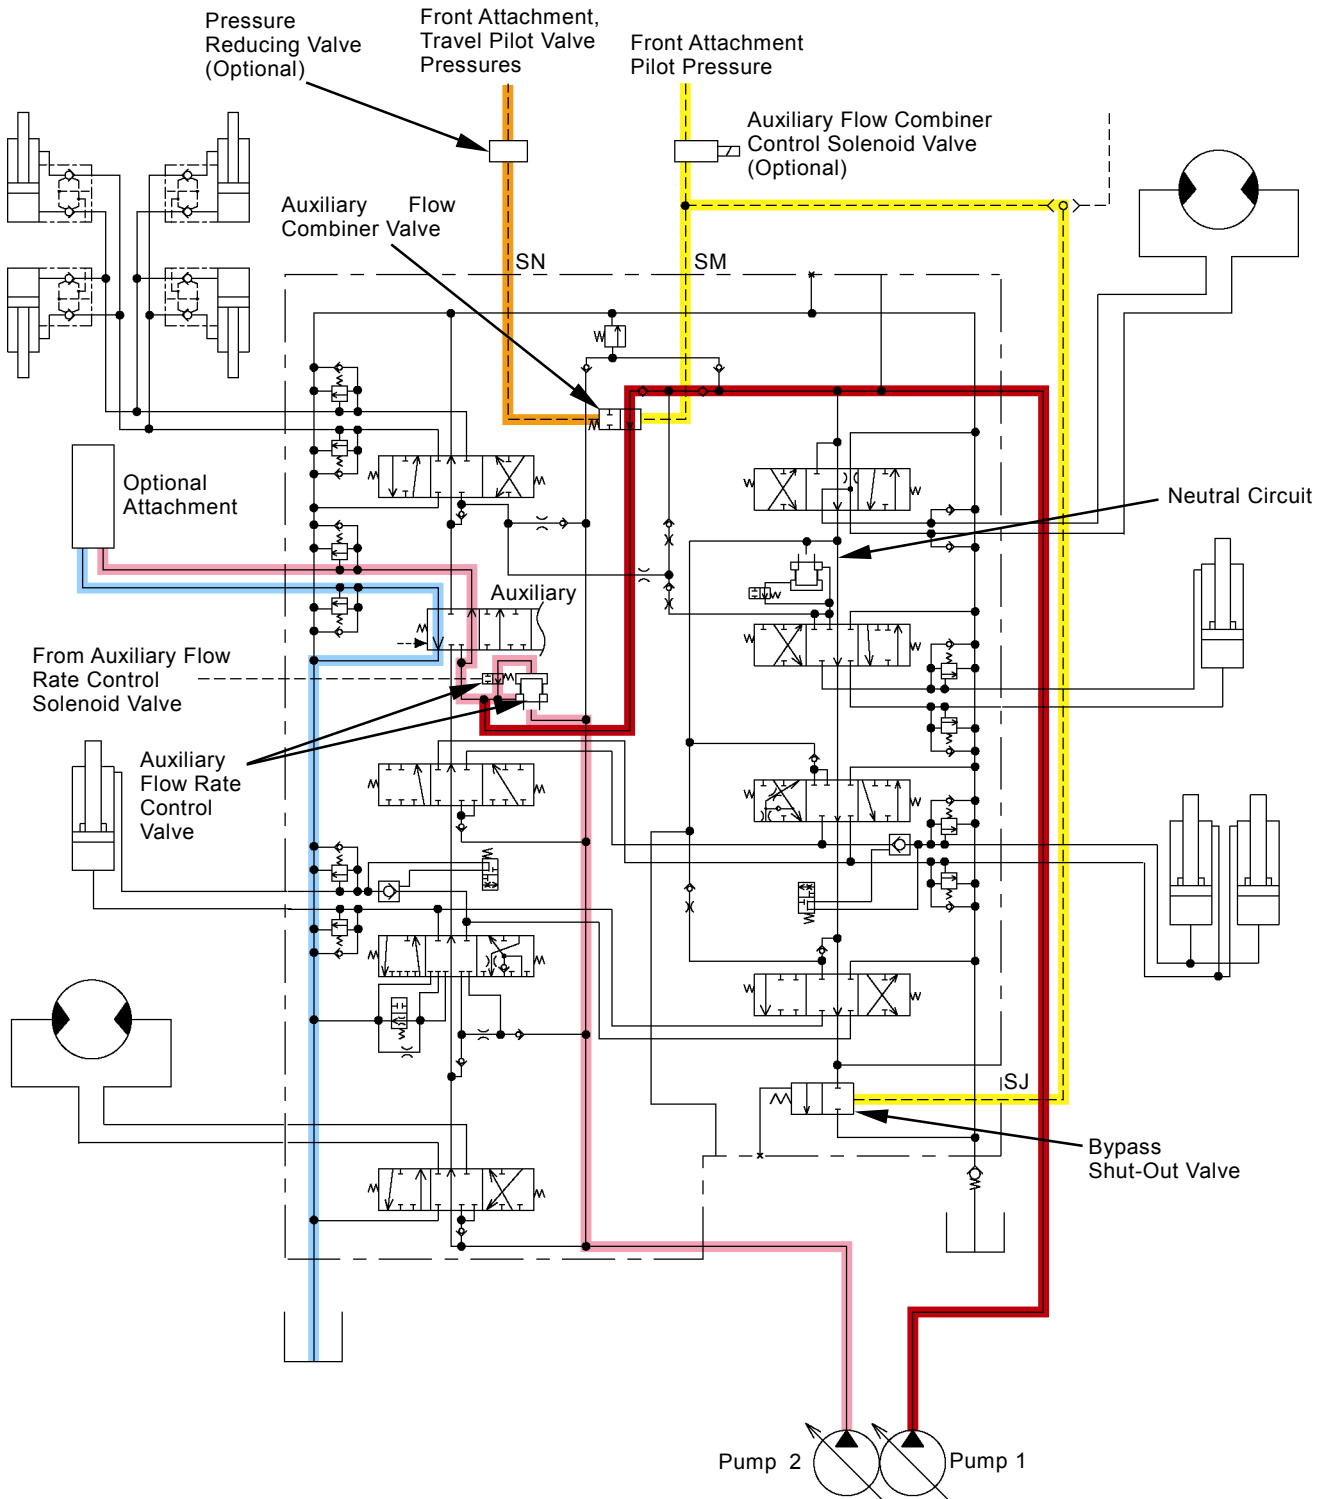 Pressure
Reducing Valve
(Optional)
Front Attachment,
Travel Pilot Valve
Pressures
Front Attachment
Pilot Pressure
Auxiliary Flow Combiner
Control Solenoid Valve
(Optional)
Auxiliary Flow
Combiner Valve
SN
SM
Optional
Attachment
Neutral Circuit
Auxiliary
From Auxiliary Flow
Rate Control
Solenoid Valve
Auxiliary
Flow Rate
Control
Valve
SJ
Bypass
Shut-Out Valve
Pump 2
Pump 1